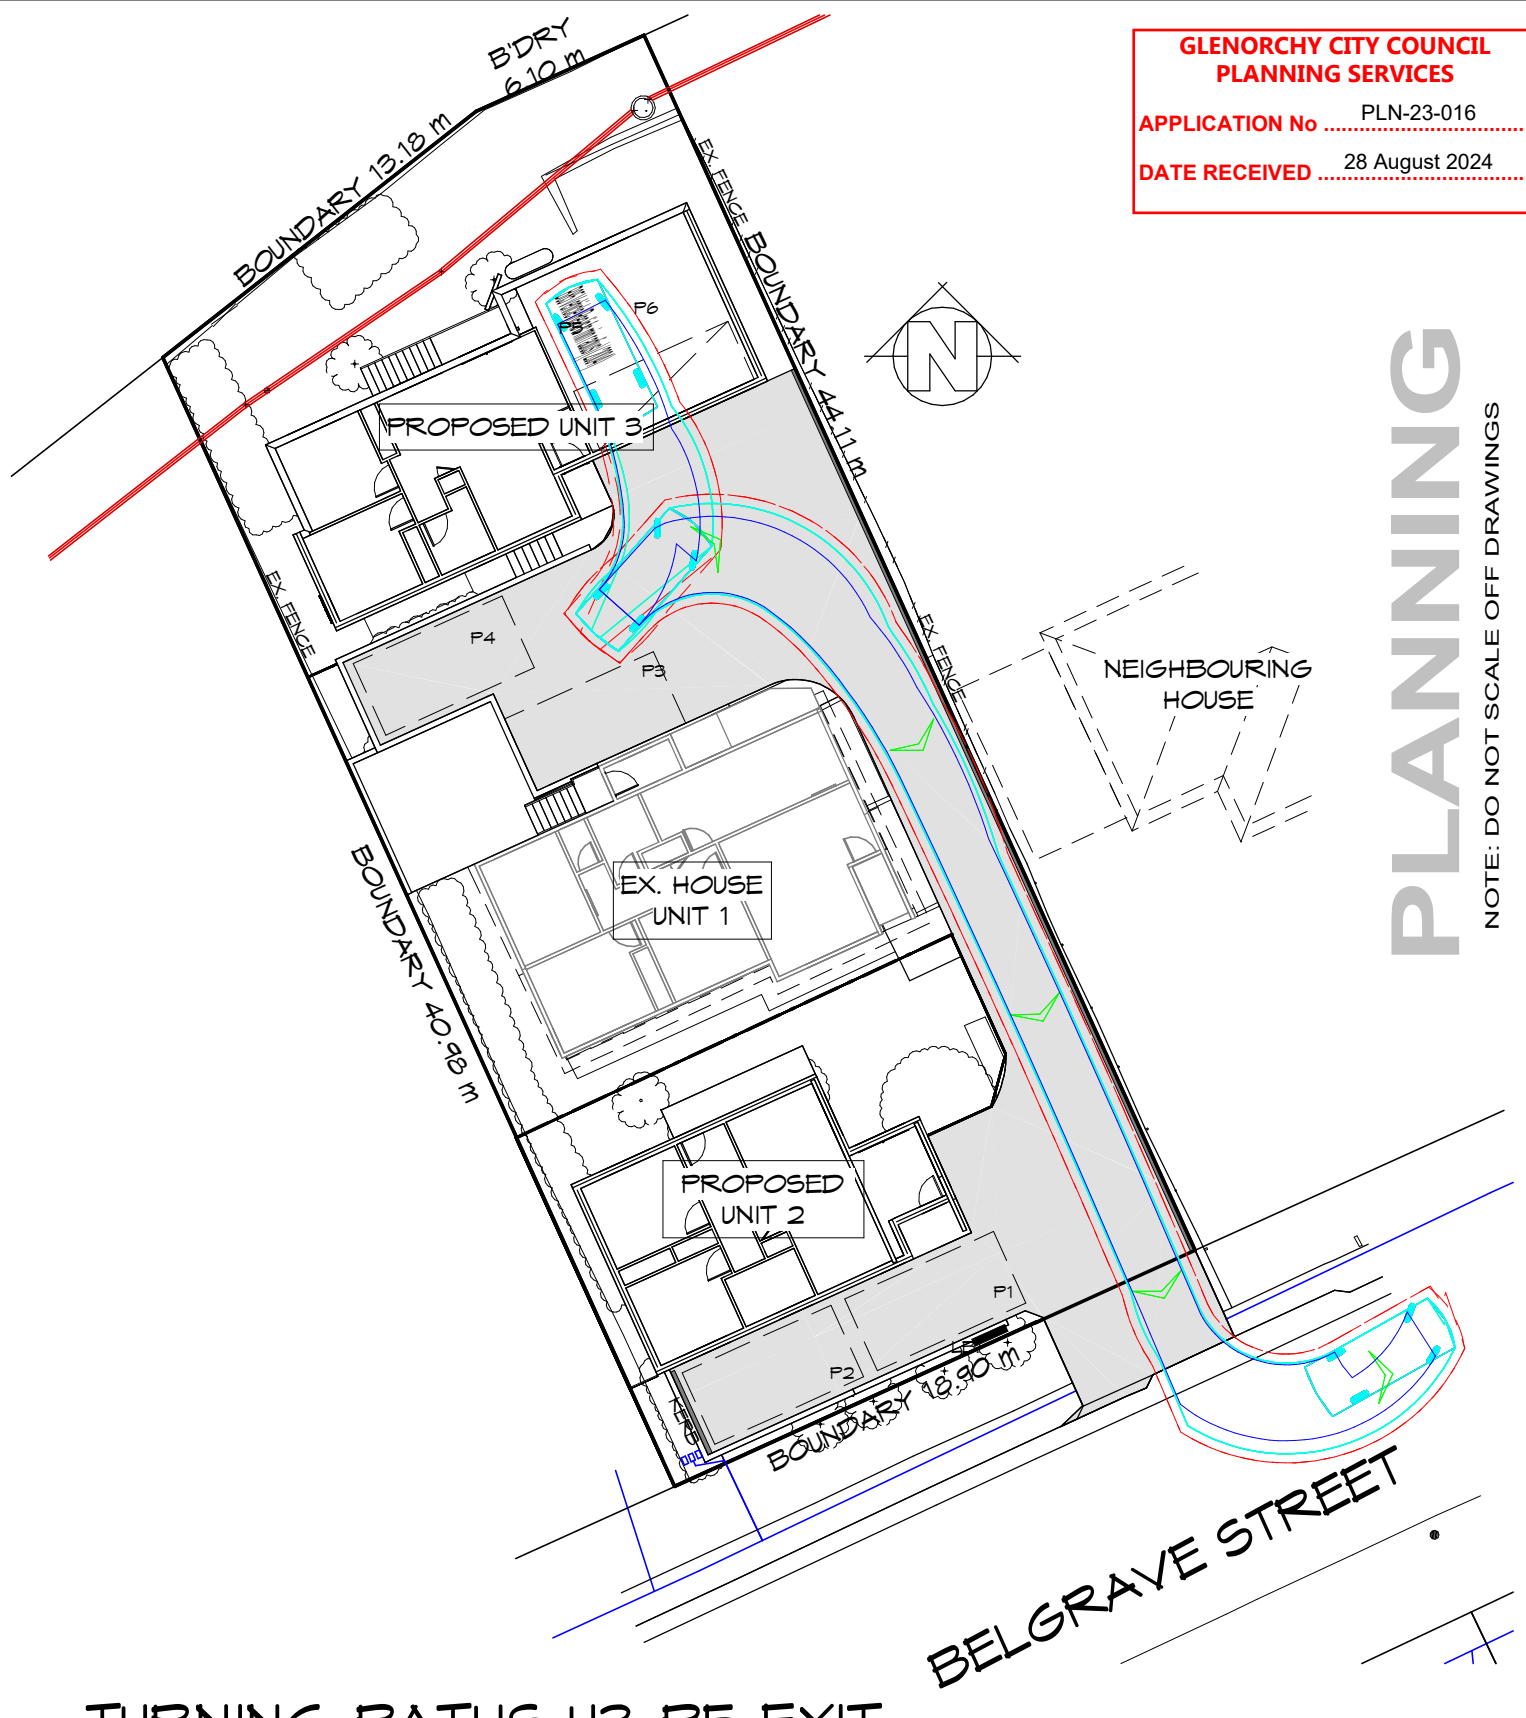 GLENORCHY CITY COUNCIL
PLANNING SERVICES
APPLICATION No PLN-23-016
DATE RECEIVED 28 August 2024
B'DRY
6.10 m
BOUNDARY 13.18 m
EX. FENCE
BOUNDARY 44.11 m
P5
P6
N
PROPOSED UNIT 3
EX. FENCE
P4
P3
EX. FENCE
NEIGHBOURING
HOUSE
PLANNING
NOTE: DO NOT SCALE OFF DRAWINGS
EX. HOUSE
UNIT 1
BOUNDARY 40.98 m
PROPOSED
UNIT 2
P1
P2
BOUNDARY 18.90 m
BELGRAVE STREET